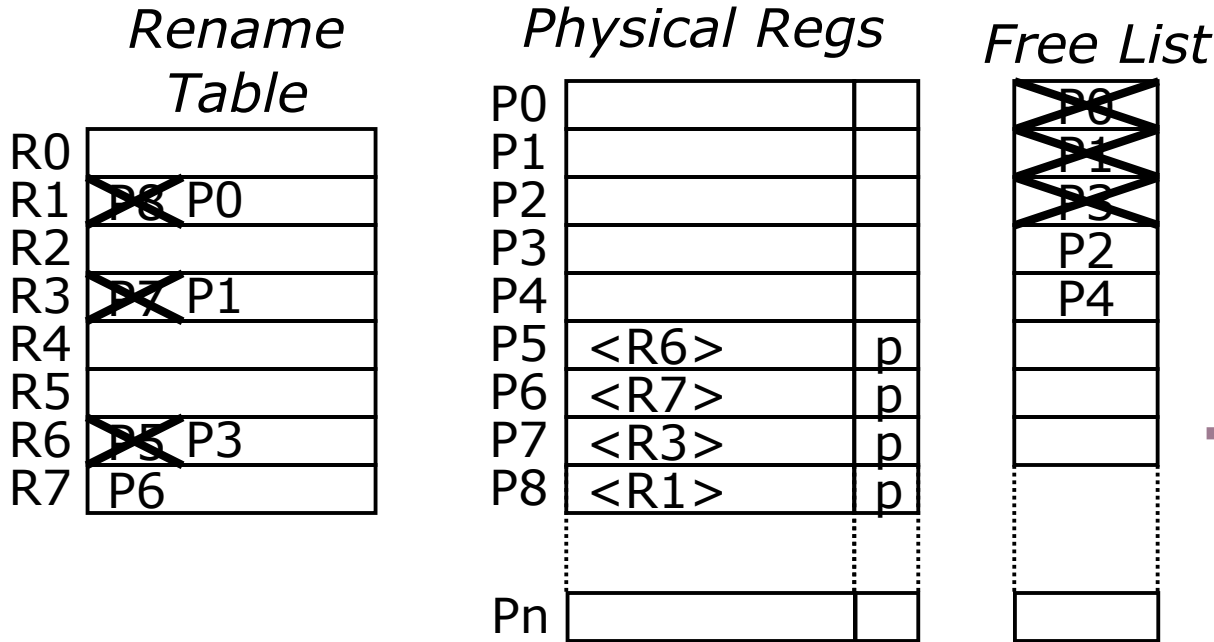 Rename
Table
R0
R1 P8 P0
R2
R3 P7 P1
R4
R5
R6 P5 P3
R7 P6
Physical Regs
P0
P1
P2
P3
P4
P5 <R6> p
P6 <R7> p
P7 <R3> p
P8 <R1> p
Pn
Free List
P0
P1
P3
P2
P4